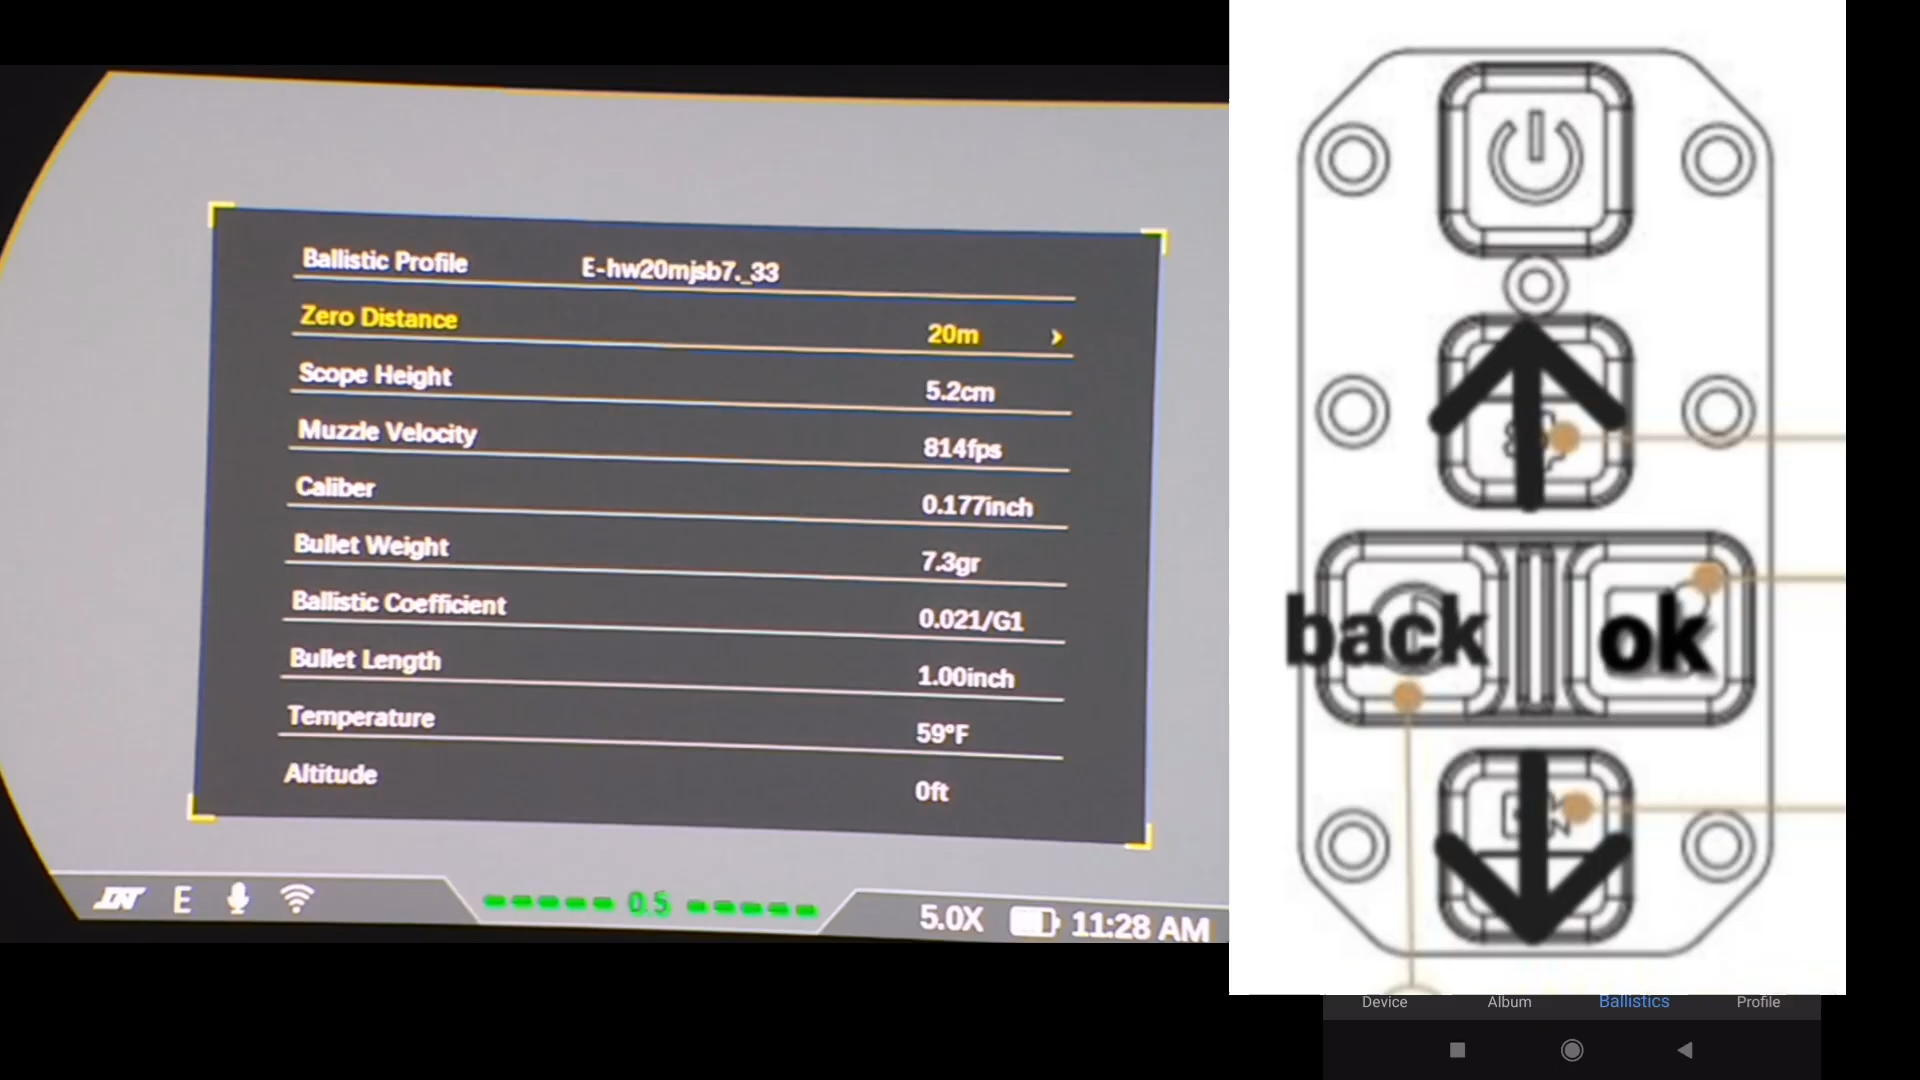 Ballistic Profile E-hw20mjsb7._33
Zero Distance 20m >
Scope Height 5.2cm
Muzzle Velocity 814fps
Caliber 0.177inch
Bullet Weight 7.3gr
Ballistic Coefficient 0.021/G1
Bullet Length 1.00inch
Temperature 59°F
Altitude 0ft
E 0.5 5.0X 11:28 AM
back ok
Device Album Ballistics Profile